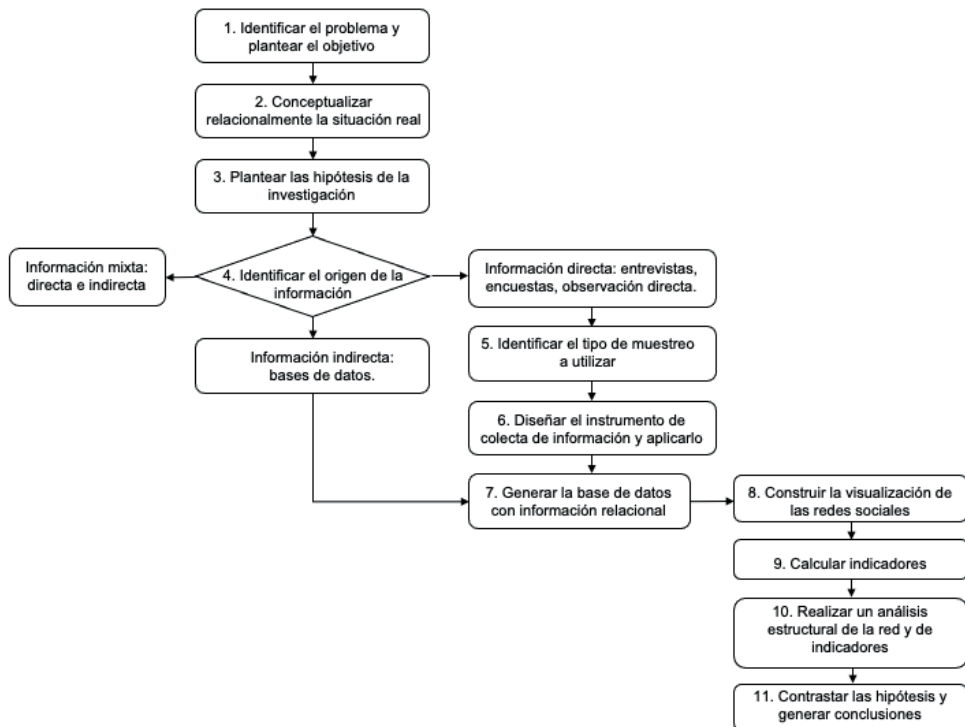 1. Identificar el problema y
plantear el objetivo
2. Conceptualizar
relacionalmente la situación real
3. Plantear las hipótesis de la
investigación
Información mixta:
directa e indirecta
4. Identificar el origen de la
información
Información directa: entrevistas,
encuestas, observación directa.
Información indirecta:
bases de datos.
5. Identificar el tipo de muestreo
a utilizar
6. Diseñar el instrumento de
colecta de información y aplicarlo
7. Generar la base de datos
con información relacional
8. Construir la visualización de
las redes sociales
9. Calcular indicadores
10. Realizar un análisis
estructural de la red y de
indicadores
11. Contrastar las hipótesis y
generar conclusiones